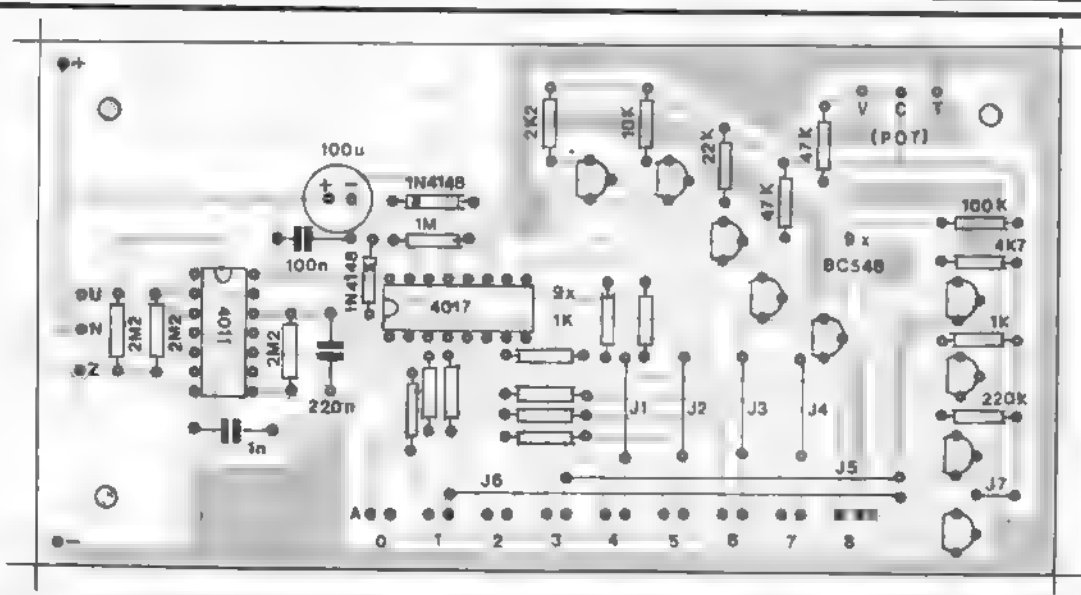 +
2K2
10K
22K
47K
47K
V C T
(POT)
100u
+ -
1N4148
1M
100n
1N4148
9x
BC548
100K
4K7
1K
220K
U
N
Z
2M2
2M2
4011
2M2
220n
1n
4017
9x
1K
J1 J2 J3 J4
J5
J6
J7
A
0 1 2 3 4 5 6 7 8
-